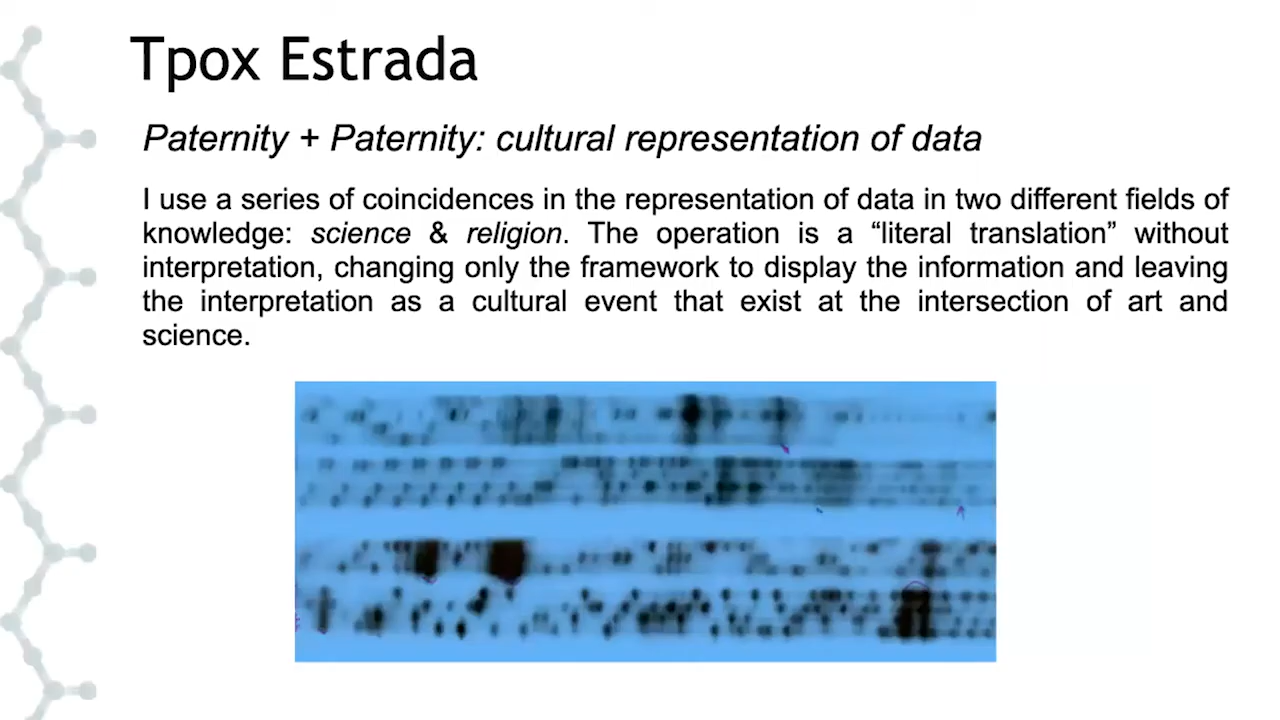 Tpox Estrada
Paternity + Paternity: cultural representation of data
I use a series of coincidences in the representation of data in two different fields of
knowledge: science & religion. The operation is a “literal translation” without
interpretation, changing only the framework to display the information and leaving
the interpretation as a cultural event that exist at the intersection of art and
science.